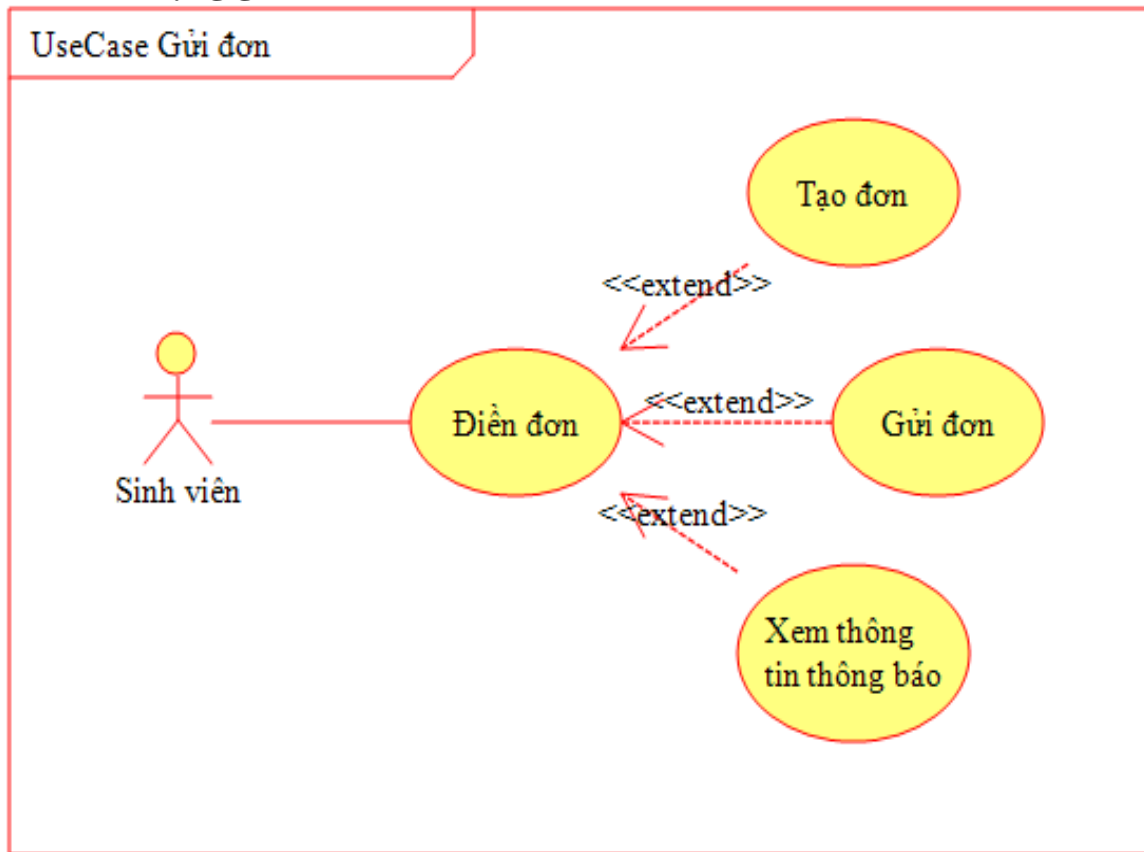 UseCase Gửi đơn
Tạo đơn
<<extend>>
<<extend>>
Điền đơn
Gửi đơn
Sinh viên
<<extend>>
Xem thông
tin thông báo